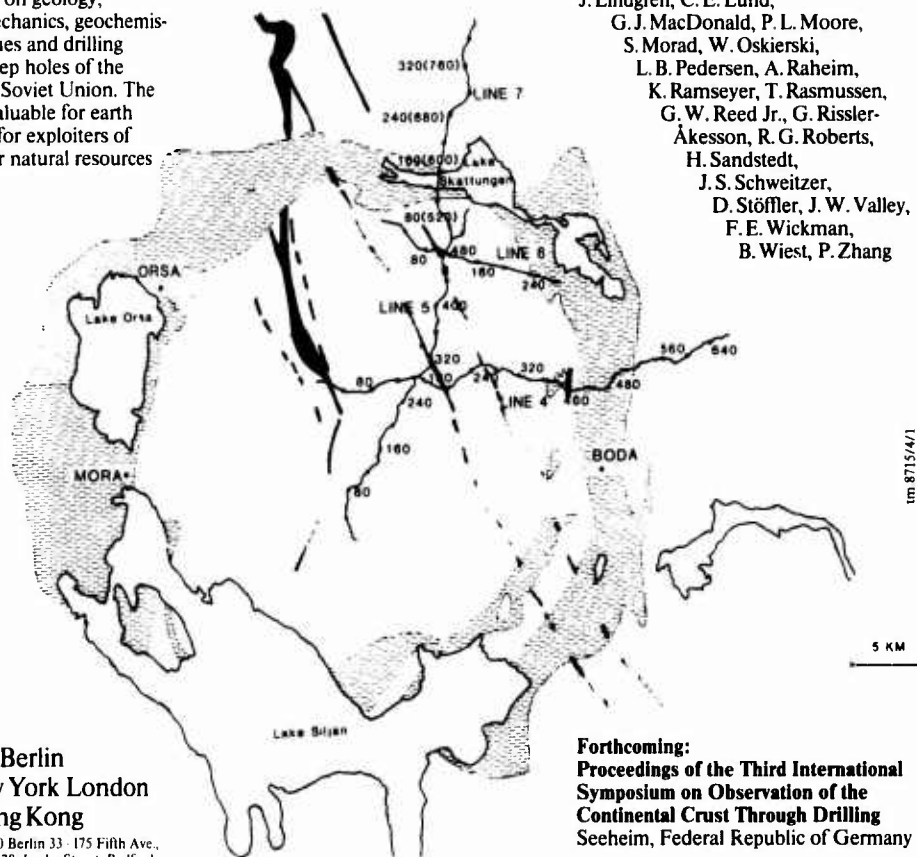 on geology,
chanics, geochemis-
ues and drilling
ep holes of the
Soviet Union. The
aluable for earth
for exploiters of
r natural resources
J. Lindgren, C. E. Lund,
G. J. MacDonald, P. L. Moore,
S. Morad, W. Oskierski,
L. B. Pedersen, A. Raheim,
K. Ramseyer, T. Rasmussen,
G. W. Reed Jr., G. Rissler-
Åkesson, R. G. Roberts,
H. Sandstedt,
J. S. Schweitzer,
D. Stöffler, J. W. Valley,
F. E. Wickman,
B. Wiest, P. Zhang
320(760)
LINE 7
240(680)
160(600)
Lake
Skattungen
80(520)
480
80
160
LINE 6
240
ORSA
Lake Orsa
LINE 5
400
320
80
160
240
320
560
640
480
400
LINE 4
240
160
80
MORA
BODA
tm 8715/4/1
5 KM
Lake Siljan
Berlin
York London
ng Kong
0 Berlin 33 · 175 Fifth Ave.,
Forthcoming:
Proceedings of the Third International
Symposium on Observation of the
Continental Crust Through Drilling
Seeheim, Federal Republic of Germany